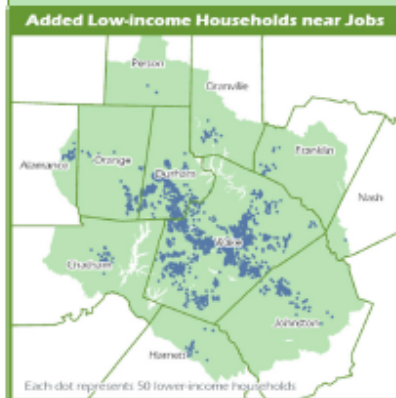 Added Low-income Households near Jobs
Person
Granville
Franklin
Alamance
Orange
Durham
Nash
Wake
Chatham
Johnston
Harnett
Each dot represents 50 lower-income households